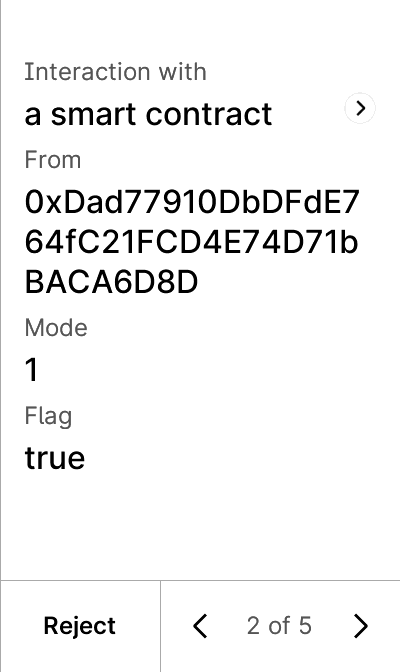 Interaction with
a smart contract
From
0xDad77910DbDFdE7
64fC21FCD4E74D71b
BACA6D8D
Mode
1
Flag
true
Reject
2 of 5